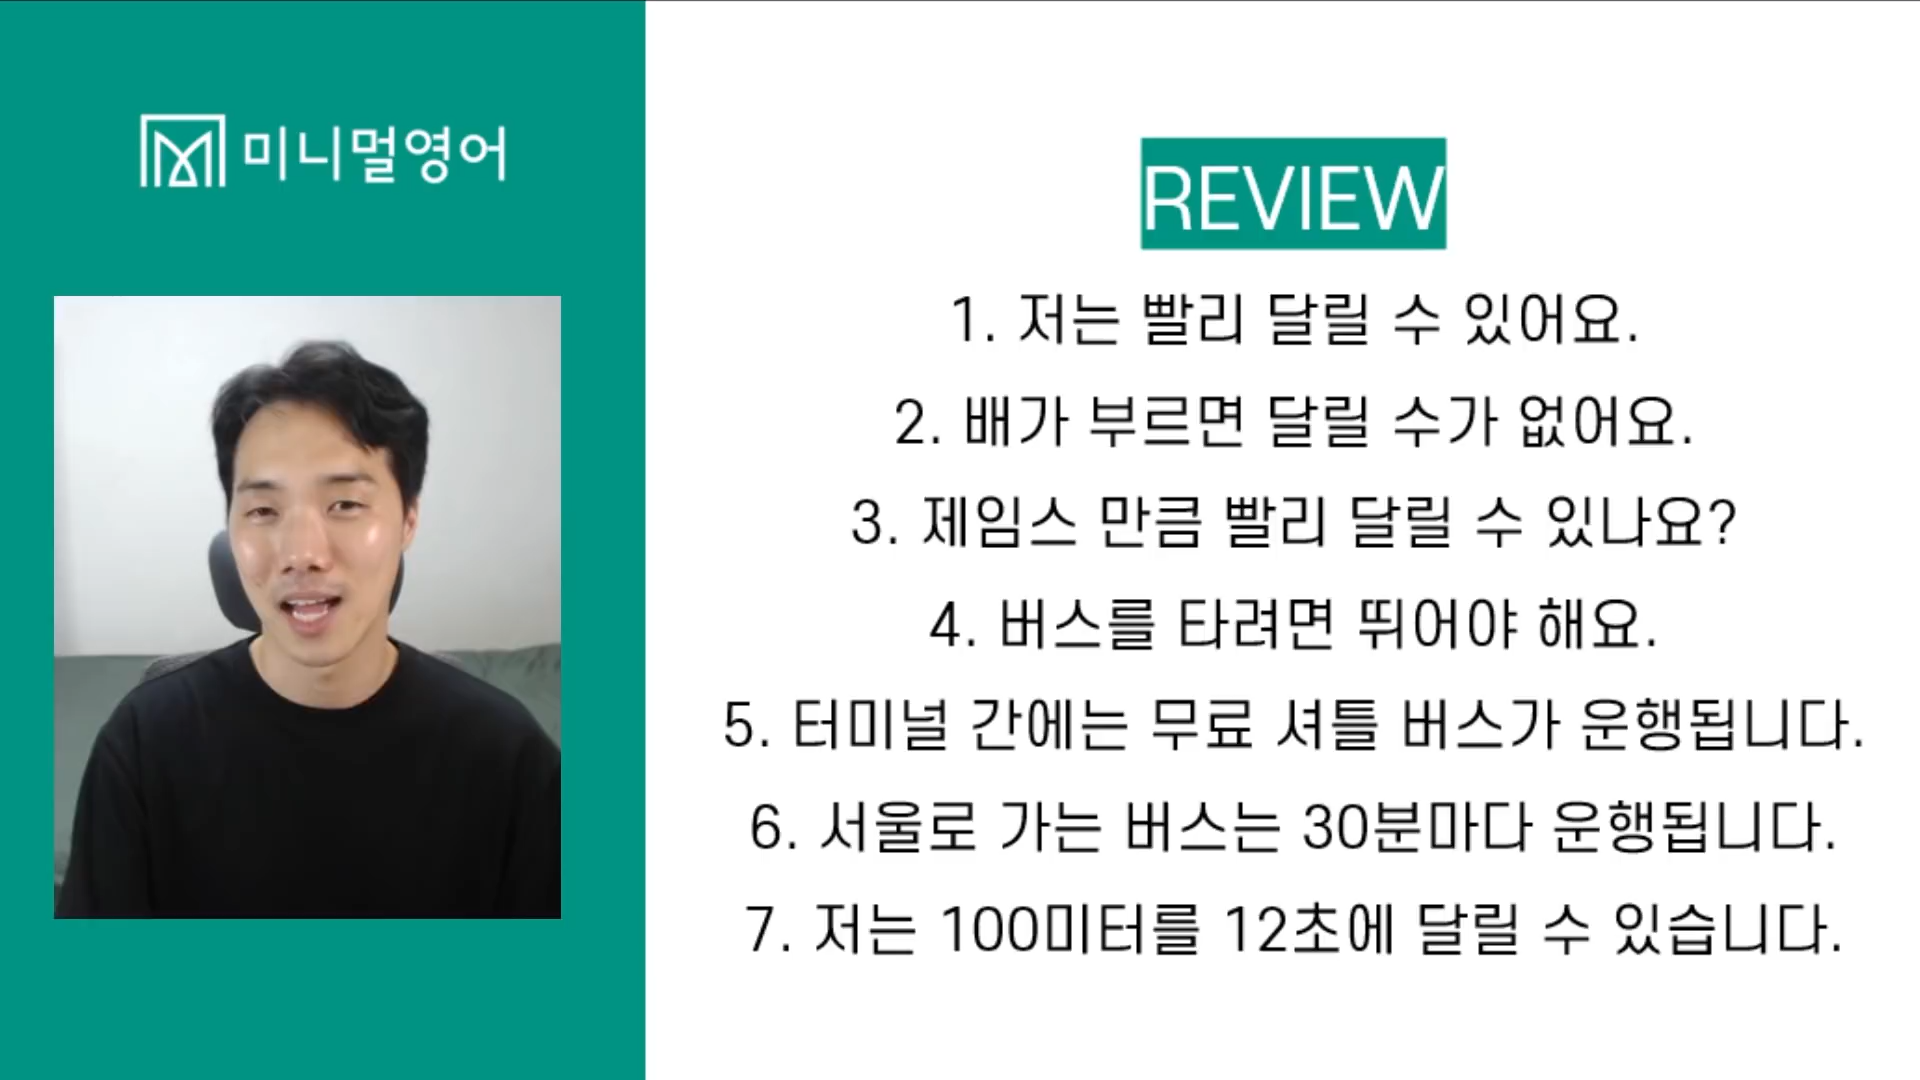 미니멀영어
REVIEW
1. 저는 빨리 달릴 수 있어요.
2. 배가 부르면 달릴 수가 없어요.
3. 제임스 만큼 빨리 달릴 수 있나요?
4. 버스를 타려면 뛰어야 해요.
5. 터미널 간에는 무료 셔틀 버스가 운행됩니다.
6. 서울로 가는 버스는 30분마다 운행됩니다.
7. 저는 100미터를 12초에 달릴 수 있습니다.